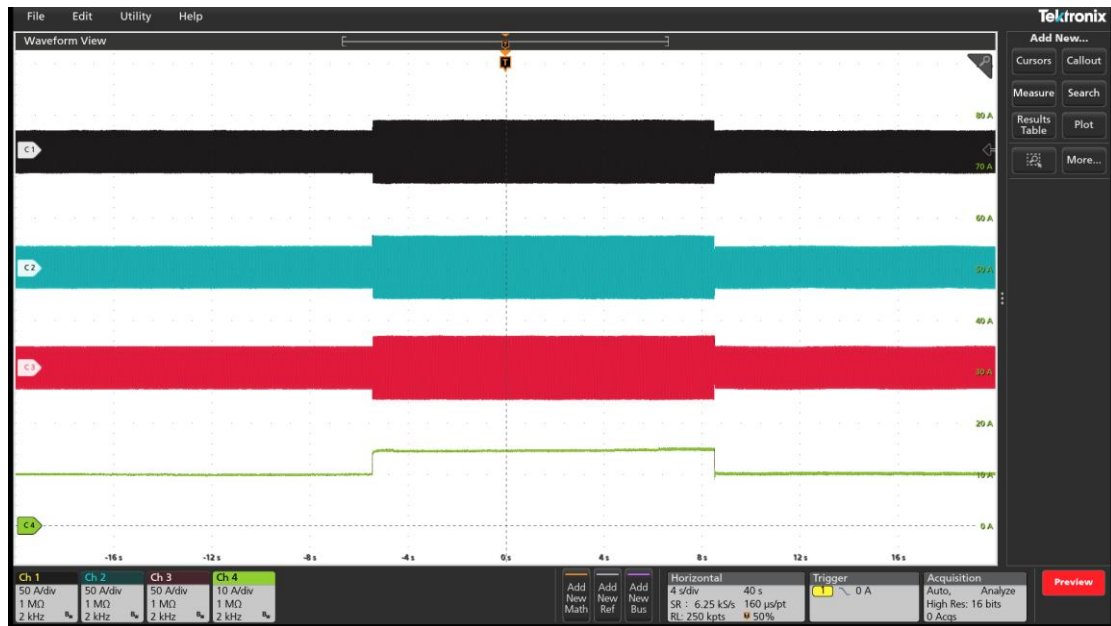 File Edit Utility Help
Tektronix
Waveform View
Add New...
Cursors Callout
Measure Search
Results Table Plot
More...
U
T
80 A
C1
70 A
60 A
C2
50 A
40 A
C3
30 A
20 A
10 A
C4
0 A
-16 s -12 s -8 s -4 s 0 s 4 s 8 s 12 s 16 s
Ch 1
50 A/div
1 MΩ
2 kHz
Ch 2
50 A/div
1 MΩ
2 kHz
Ch 3
50 A/div
1 MΩ
2 kHz
Ch 4
10 A/div
1 MΩ
2 kHz
Add New Math
Add New Ref
Add New Bus
Horizontal
4 s/div 40 s
SR : 6.25 kS/s 160 µs/pt
RL: 250 kpts 50%
Trigger
1 0 A
Acquisition
Auto, Analyze
High Res: 16 bits
0 Acqs
Preview